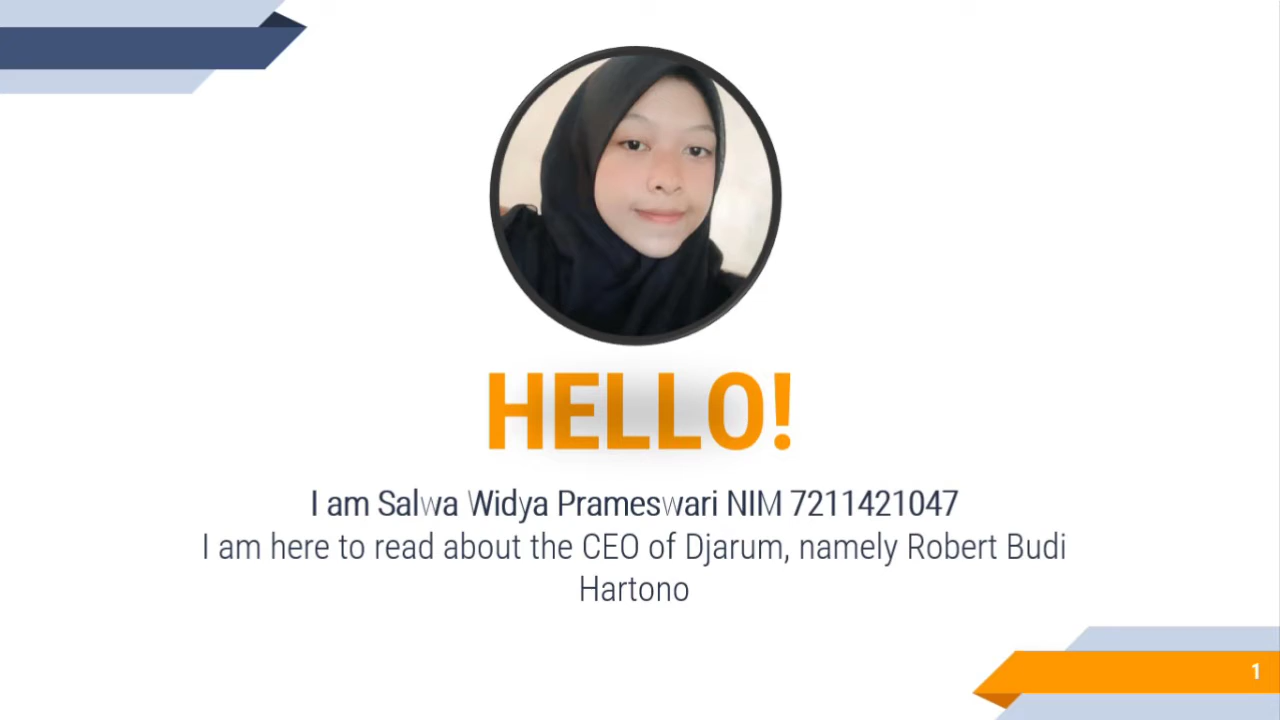 HELLO!
I am Salwa Widya Prameswari NIM 7211421047
I am here to read about the CEO of Djarum, namely Robert Budi
Hartono
1